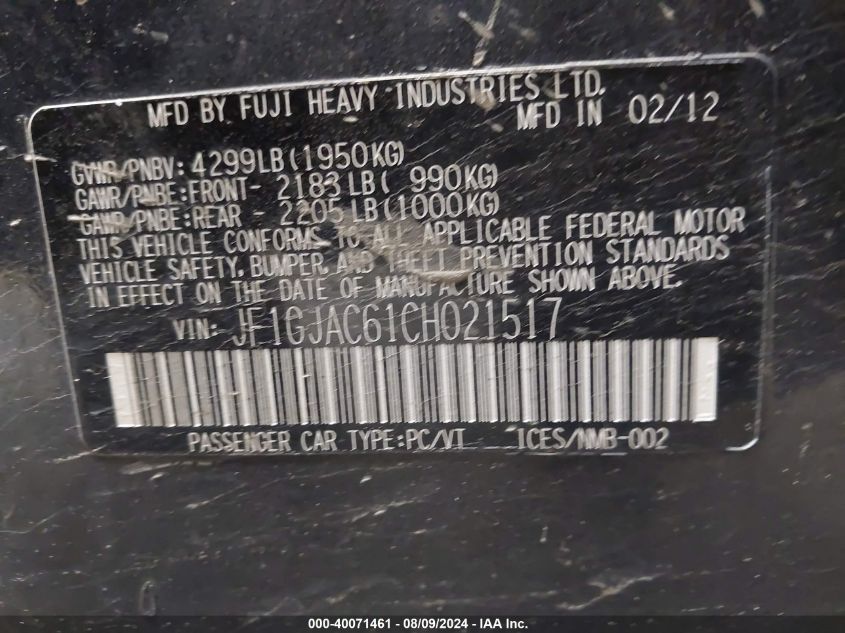 MFD BY FUJI HEAVY INDUSTRIES LTD.
MFD IN 02/12
GVWR/PNBV: 4299LB(1950KG)
GAWR/PNBE:FRONT- 2183LB( 990KG)
GAWR/PNBE:REAR - 2205LB(1000KG)
THIS VEHICLE CONFORMS TO ALL APPLICABLE FEDERAL MOTOR
VEHICLE SAFETY, BUMPER, AND THEFT PREVENTION STANDARDS
IN EFFECT ON THE DATE OF MANUFACTURE SHOWN ABOVE.
VIN: JF1GJAC61CH021517
PASSENGER CAR TYPE:PC/VT ICES/NMB-002
000-40071461 - 08/09/2024 - IAA Inc.